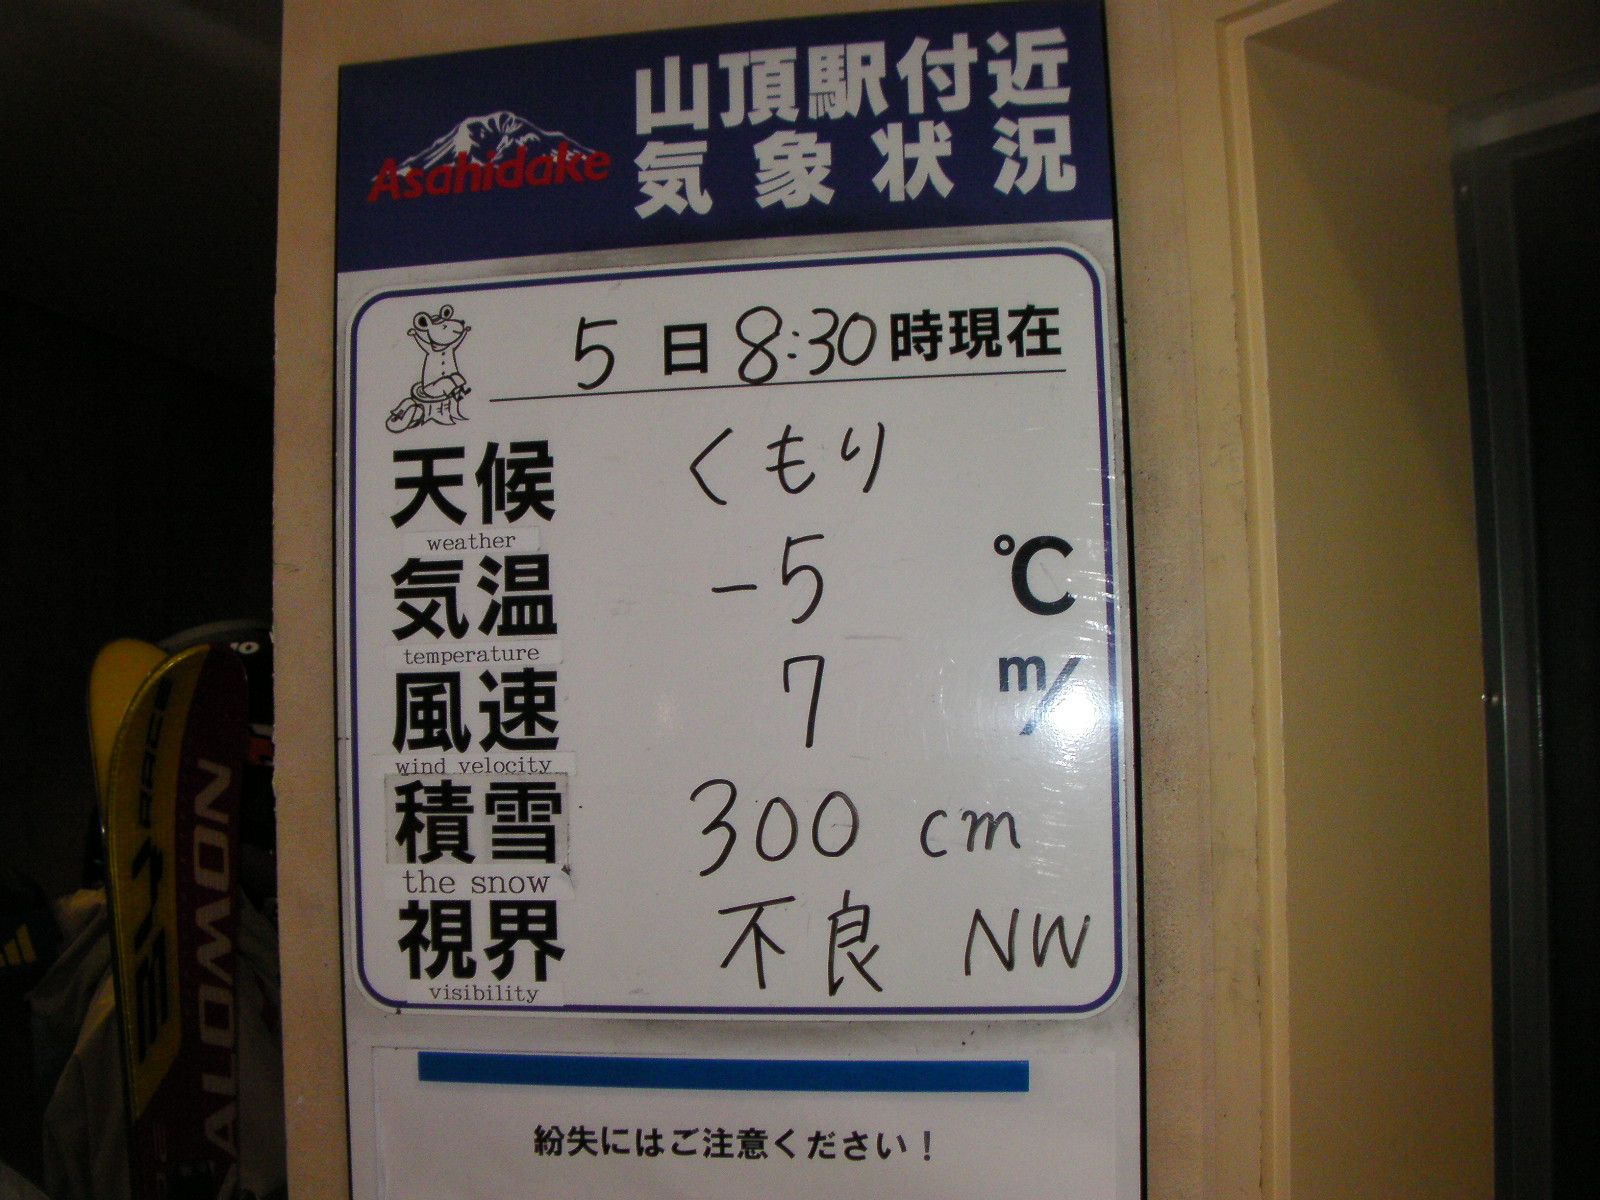 山頂駅付近
Asahidake
気象状況
5日8:30時現在
天候 くもり
weather
気温 -5 ℃
temperature
風速 7 m/
wind velocity
積雪 300 cm
the snow
視界 不良 NW
visibility
紛失にはご注意ください！
SALOMON